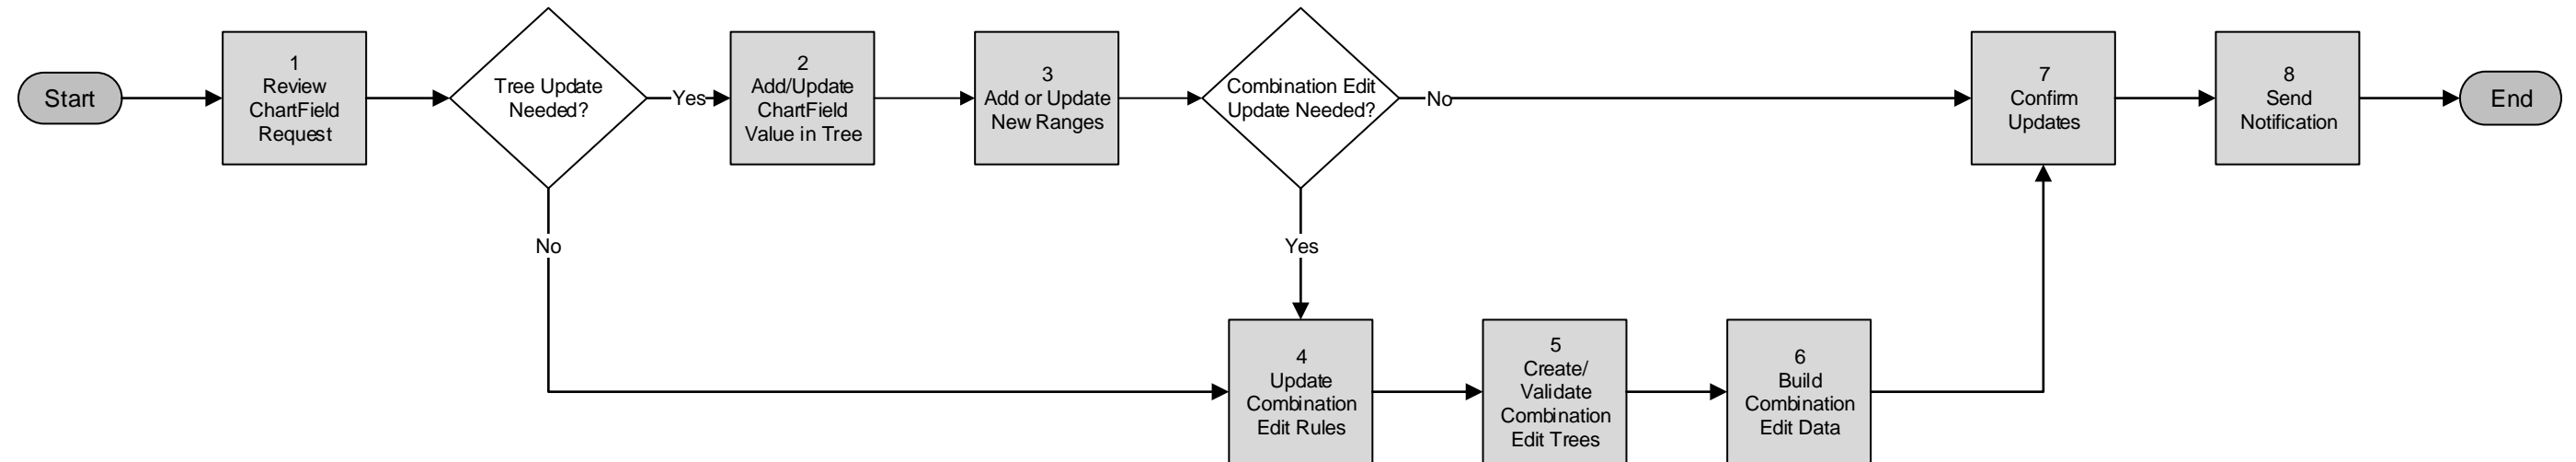 Start
1
Review
ChartField
Request
Tree Update
Needed?
Yes
2
Add/Update
ChartField
Value in Tree
3
Add or Update
New Ranges
Combination Edit
Update Needed?
No
7
Confirm
Updates
8
Send
Notification
End
No
Yes
4
Update
Combination
Edit Rules
5
Create/
Validate
Combination
Edit Trees
6
Build
Combination
Edit Data